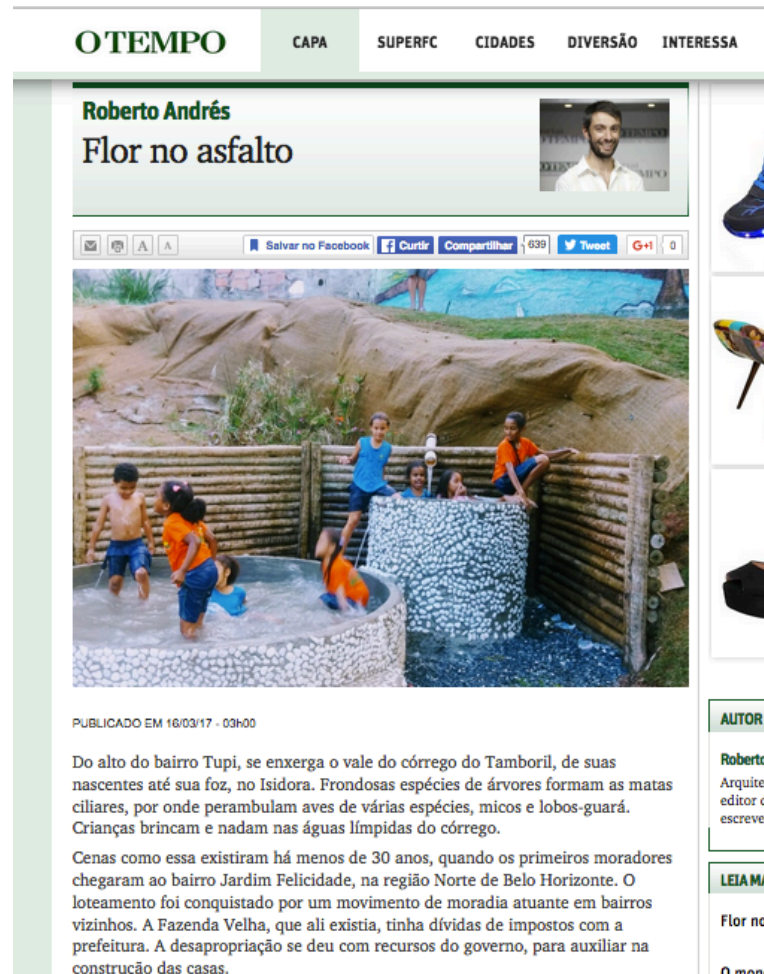 O TEMPO
CAPA SUPERFC CIDADES DIVERSÃO INTERESSA
Roberto Andrés
Flor no asfalto
A A Salvar no Facebook Curtir Compartilhar 639 Tweet G+1 0
PUBLICADO EM 16/03/17 - 03h00
Do alto do bairro Tupi, se enxerga o vale do córrego do Tamboril, de suas
nascentes até sua foz, no Isidora. Frondosas espécies de árvores formam as matas
ciliares, por onde perambulam aves de várias espécies, micos e lobos-guará.
Crianças brincam e nadam nas águas límpidas do córrego.
Cenas como essa existiram há menos de 30 anos, quando os primeiros moradores
chegaram ao bairro Jardim Felicidade, na região Norte de Belo Horizonte. O
loteamento foi conquistado por um movimento de moradia atuante em bairros
vizinhos. A Fazenda Velha, que ali existia, tinha dívidas de impostos com a
prefeitura. A desapropriação se deu com recursos do governo, para auxiliar na
construção das casas.
AUTOR
Roberto
Arquite
editor
escreve
LEIA MA
Flor no
O mons